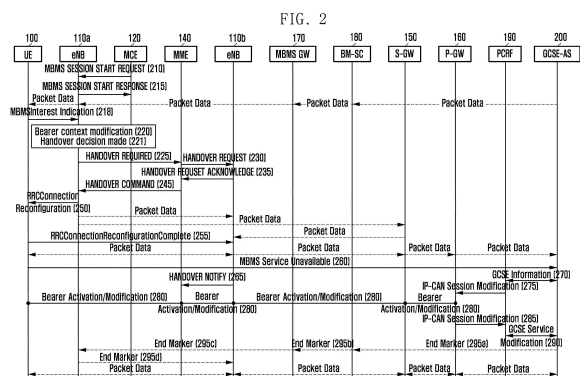 FIG. 2
100 110a 120 140 110b 170 180 150 160 190 200
UE eNB MCE MME eNB MBMS GW BM-SC S-GW P-GW PCRF GCSE-AS
MBMS SESSION START REQUEST (210)
MBMS SESSION START RESPONSE (215)
Packet Data Packet Data Packet Data
MBMSInterest Indication (218)
Bearer context modification (220)
Handover decision made (221)
HANDOVER REQUIRED (225) HANDOVER REQUEST (230)
HANDOVER REQUSET ACKNOWLEDGE (235)
HANDOVER COMMAND (245)
RRCConnection
Reconfiguration (250) Packet Data
Packet Data
RRCConnectionReconfigurationComplete (255) Packet Data
Packet Data Packet Data Packet Data Packet Data
MBMS Service Unavailable (260)
HANDOVER NOTIFY (265) GCSE Information (270)
IP-CAN Session Modification (275)
Bearer Activation/Modification (280) Bearer Bearer Activation/Modification (280) Bearer
Activation/Modification (280) Activation/Modification (280)
IP-CAN Session Modification (285)
GCSE Service
End Marker (295c) End Marker (295b) End Marker (295a) Modification (290)
End Marker (295d)
Packet Data Packet Data Packet Data Packet Data